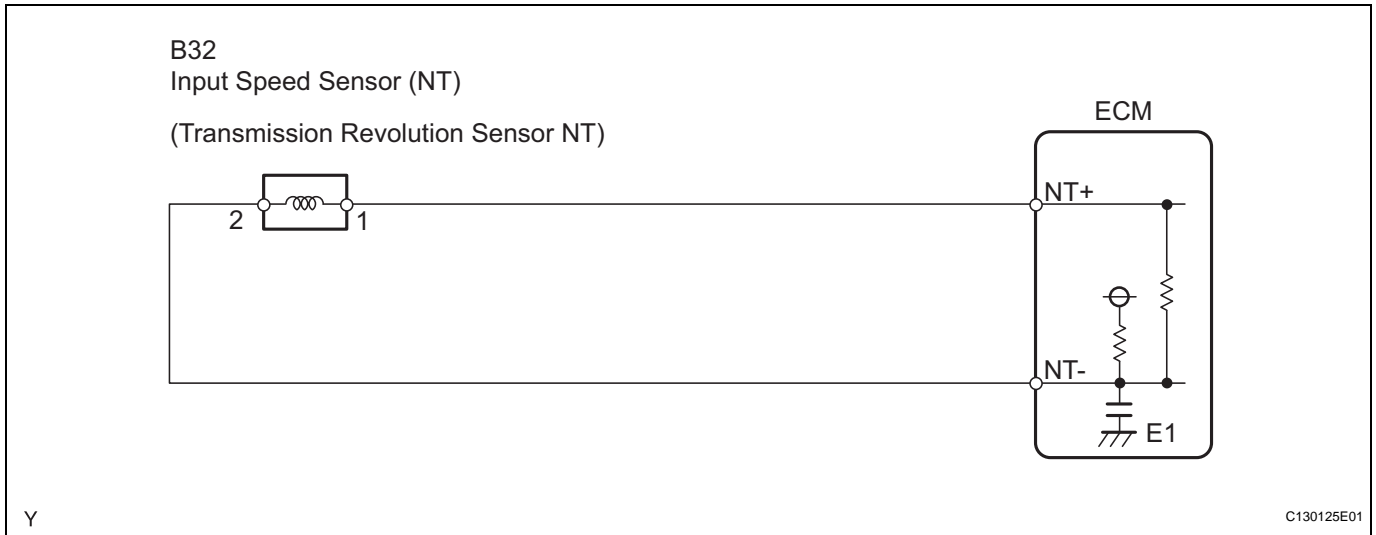 B32
Input Speed Sensor (NT)
(Transmission Revolution Sensor NT)
ECM
NT+
2
1
NT-
E1
Y
C130125E01